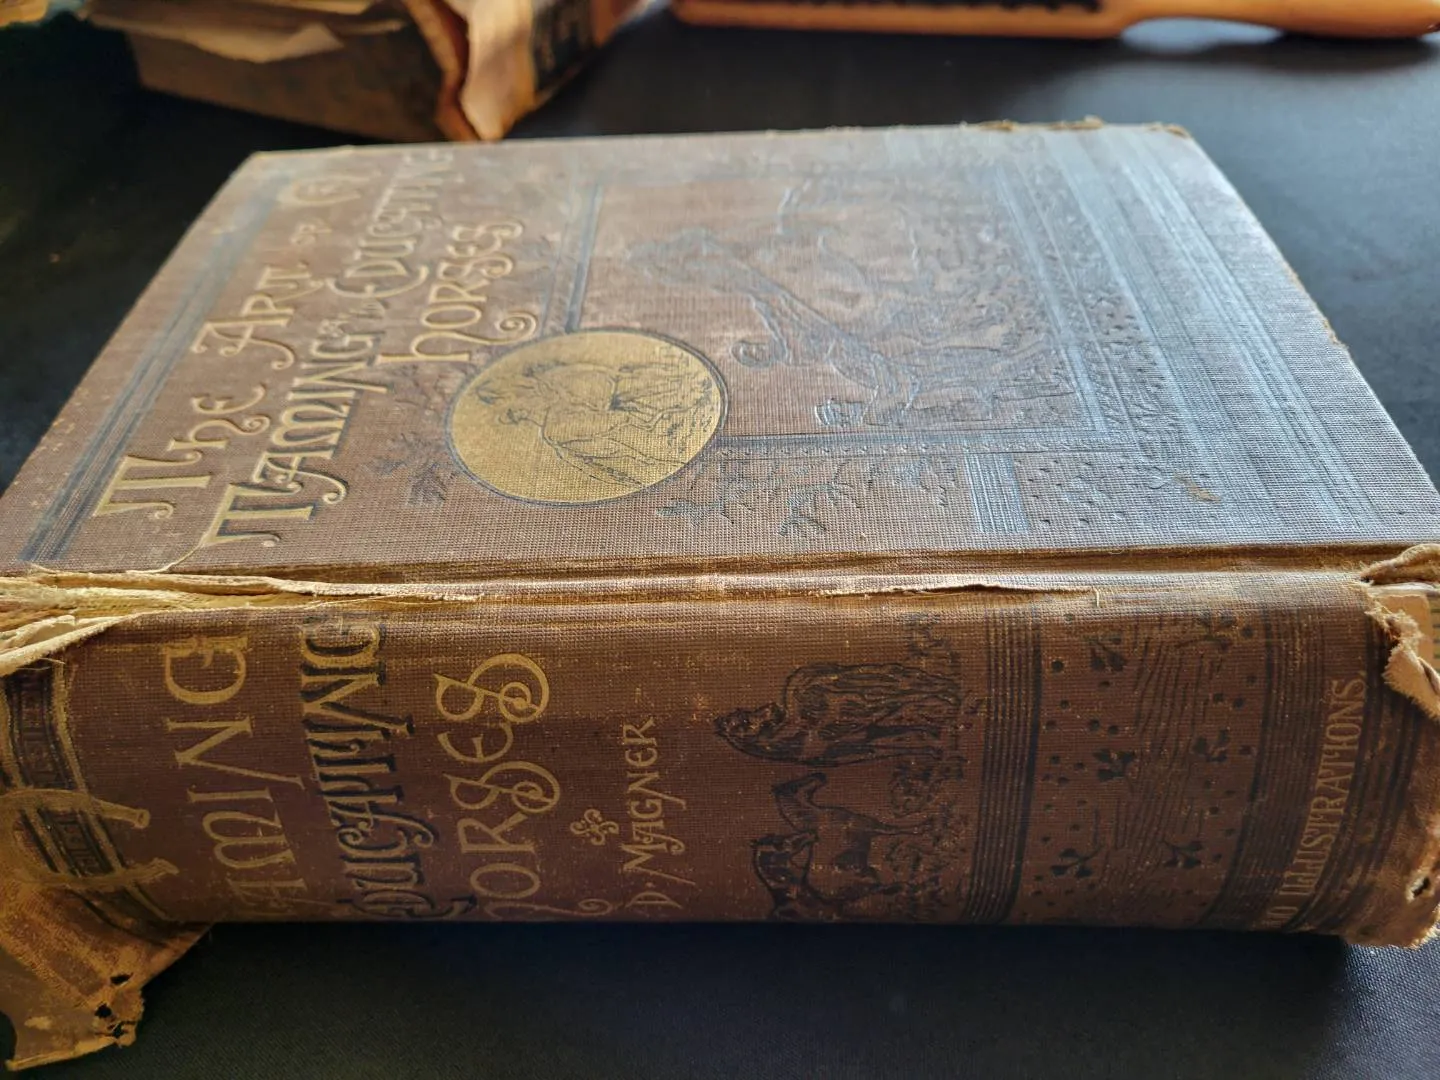 The Art of
Taming and Educating
Horses
TAMING
EDUCATING
HORSES
D. MAGNER
ILLUSTRATIONS.